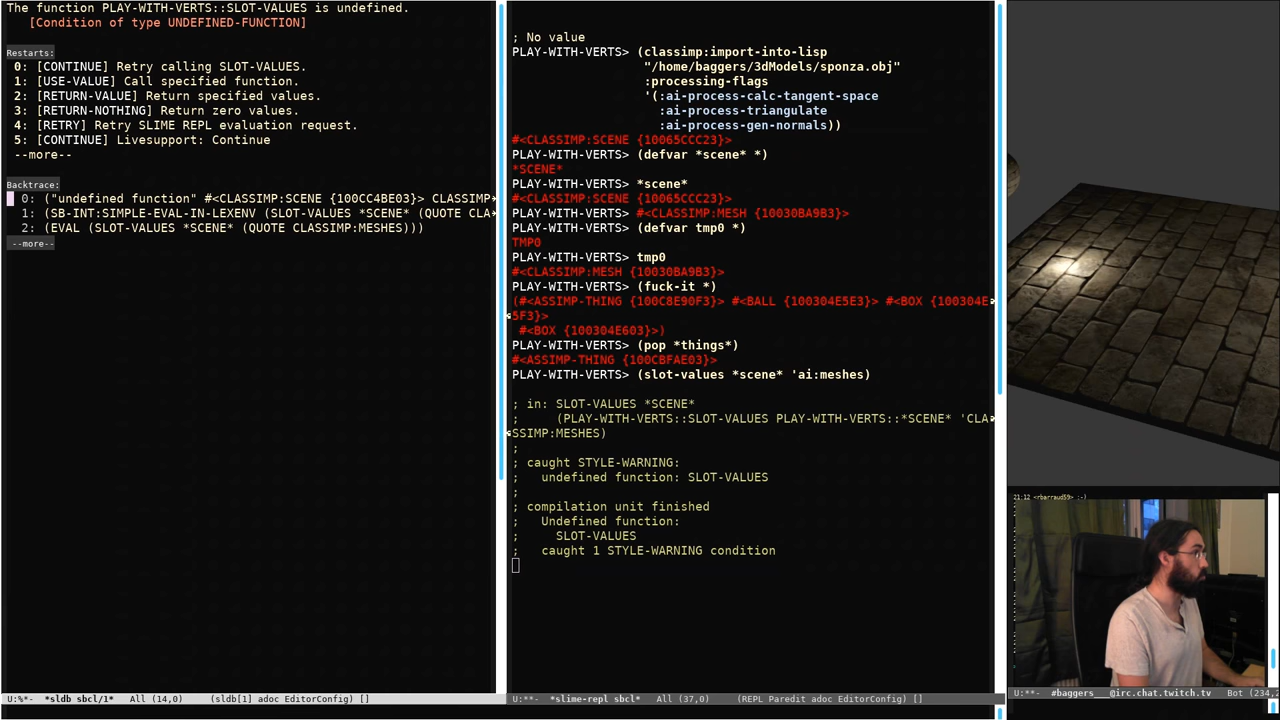 The function PLAY-WITH-VERTS::SLOT-VALUES is undefined.
[Condition of type UNDEFINED-FUNCTION]
Restarts:
0: [CONTINUE] Retry calling SLOT-VALUES.
1: [USE-VALUE] Call specified function.
2: [RETURN-VALUE] Return specified values.
3: [RETURN-NOTHING] Return zero values.
4: [RETRY] Retry SLIME REPL evaluation request.
5: [CONTINUE] Livesupport: Continue
--more--
Backtrace:
0: ("undefined function" #<CLASSIMP:SCENE {100CC4BE03}> CLASSIMP
1: (SB-INT:SIMPLE-EVAL-IN-LEXENV (SLOT-VALUES *SCENE* (QUOTE CLA
2: (EVAL (SLOT-VALUES *SCENE* (QUOTE CLASSIMP:MESHES)))
--more--
U:%*- *sldb sbcl/1* All (14,0) (sldb[1] adoc EditorConfig) []
; No value
PLAY-WITH-VERTS> (classimp:import-into-lisp
"/home/baggers/3dModels/sponza.obj"
:processing-flags
'(:ai-process-calc-tangent-space
:ai-process-triangulate
:ai-process-gen-normals))
#<CLASSIMP:SCENE {10065CCC23}>
PLAY-WITH-VERTS> (defvar *scene* *)
*SCENE*
PLAY-WITH-VERTS> *scene*
#<CLASSIMP:SCENE {10065CCC23}>
PLAY-WITH-VERTS> #<CLASSIMP:MESH {10030BA9B3}>
PLAY-WITH-VERTS> (defvar tmp0 *)
TMP0
PLAY-WITH-VERTS> tmp0
#<CLASSIMP:MESH {10030BA9B3}>
PLAY-WITH-VERTS> (fuck-it *)
(#<ASSIMP-THING {100C8E90F3}> #<BALL {100304E5E3}> #<BOX {100304E
5F3}>
#<BOX {100304E603}>)
PLAY-WITH-VERTS> (pop *things*)
#<ASSIMP-THING {100CBFAE03}>
PLAY-WITH-VERTS> (slot-values *scene* 'ai:meshes)
; in: SLOT-VALUES *SCENE*
; (PLAY-WITH-VERTS::SLOT-VALUES PLAY-WITH-VERTS::*SCENE* 'CLA
SSIMP:MESHES)
;
; caught STYLE-WARNING:
; undefined function: SLOT-VALUES
;
; compilation unit finished
; Undefined function:
; SLOT-VALUES
; caught 1 STYLE-WARNING condition
U:**- *slime-repl sbcl* All (37,0) (REPL Paredit adoc EditorConfig) []
21:12 <rbarraud59> :-)
U:**- #baggers___@irc.chat.twitch.tv Bot (234,